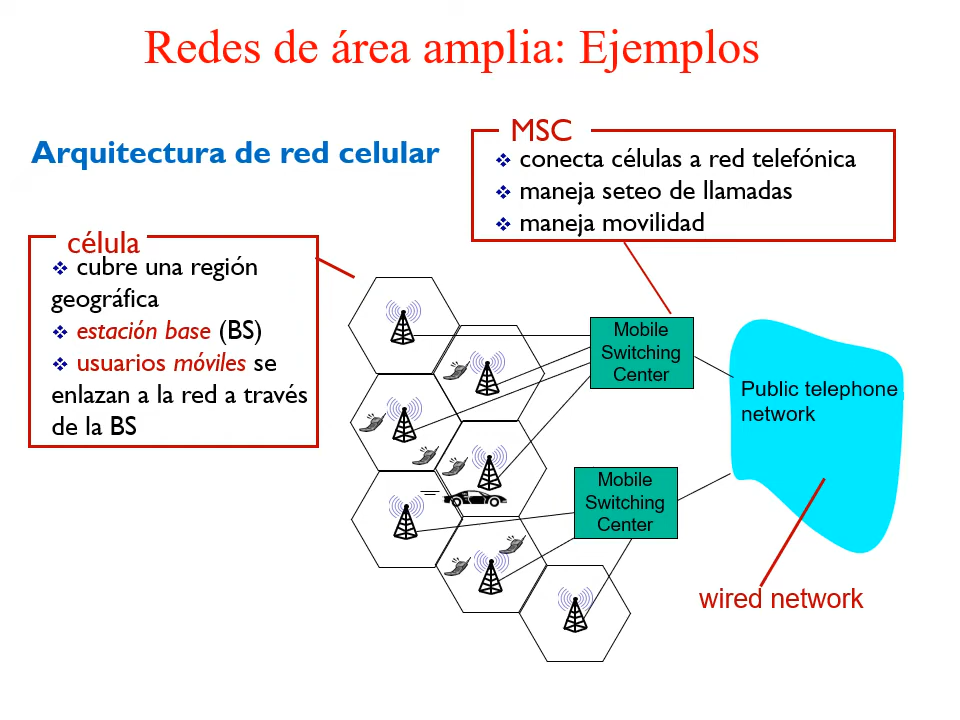 Redes de área amplia: Ejemplos
Arquitectura de red celular
MSC
❖ conecta células a red telefónica
❖ maneja seteo de llamadas
❖ maneja movilidad
célula
❖ cubre una región
geográfica
❖ estación base (BS)
❖ usuarios móviles se
enlazan a la red a través
de la BS
Mobile
Switching
Center
Public telephone
network
Mobile
Switching
Center
wired network